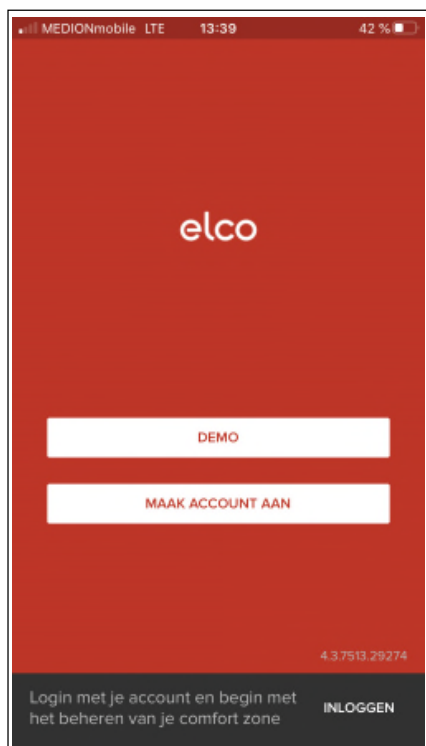 MEDIONmobile LTE 13:39 42 %
elco
DEMO
MAAK ACCOUNT AAN
4.3.7513.29274
Login met je account en begin met
het beheren van je comfort zone
INLOGGEN